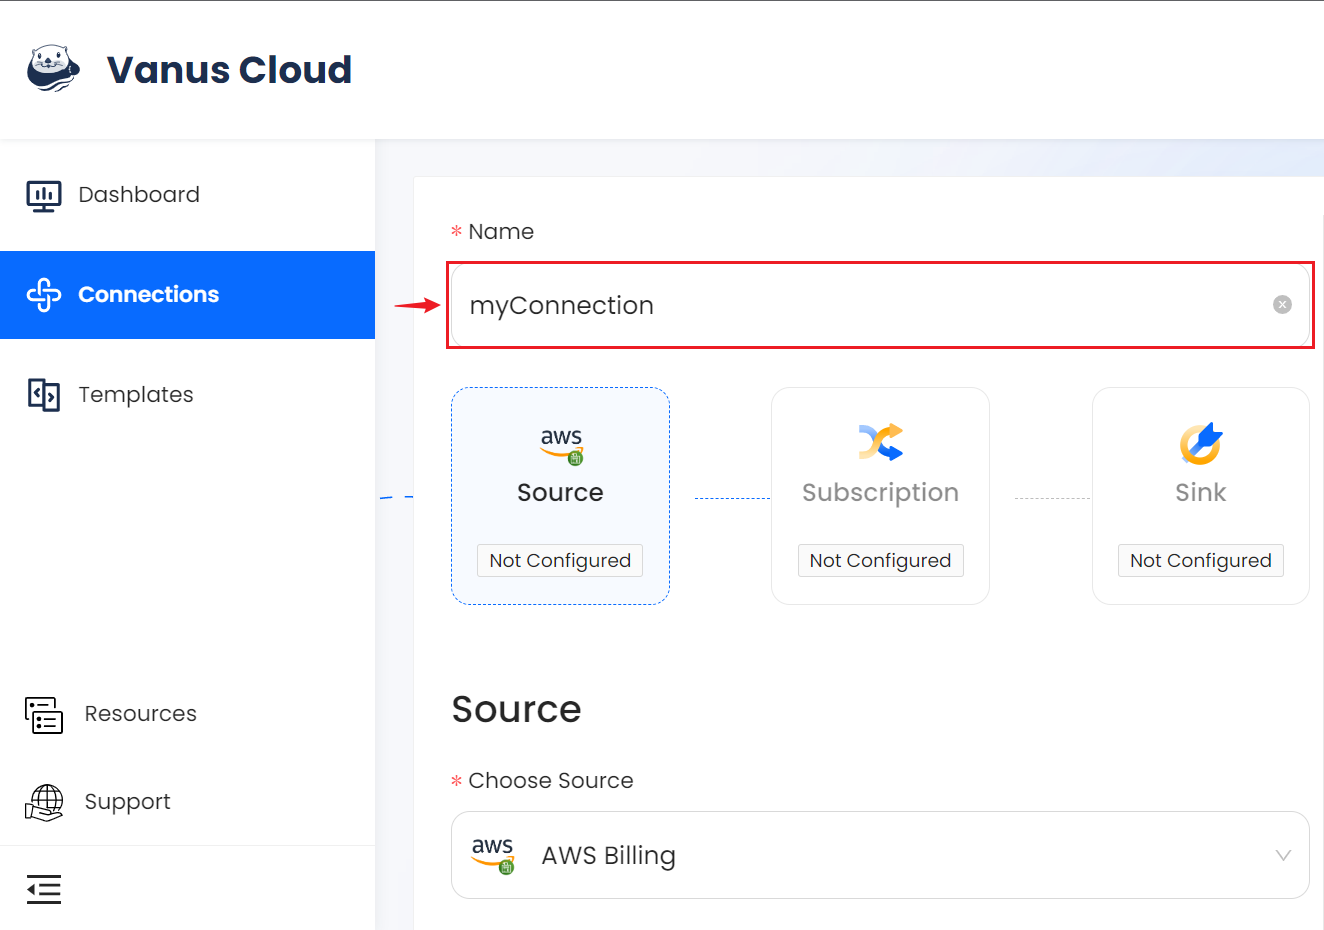 Vanus Cloud
Dashboard
Connections
Templates
Resources
Support
* Name
myConnection
aws
Source
Not Configured
Subscription
Not Configured
Sink
Not Configured
Source
* Choose Source
aws AWS Billing